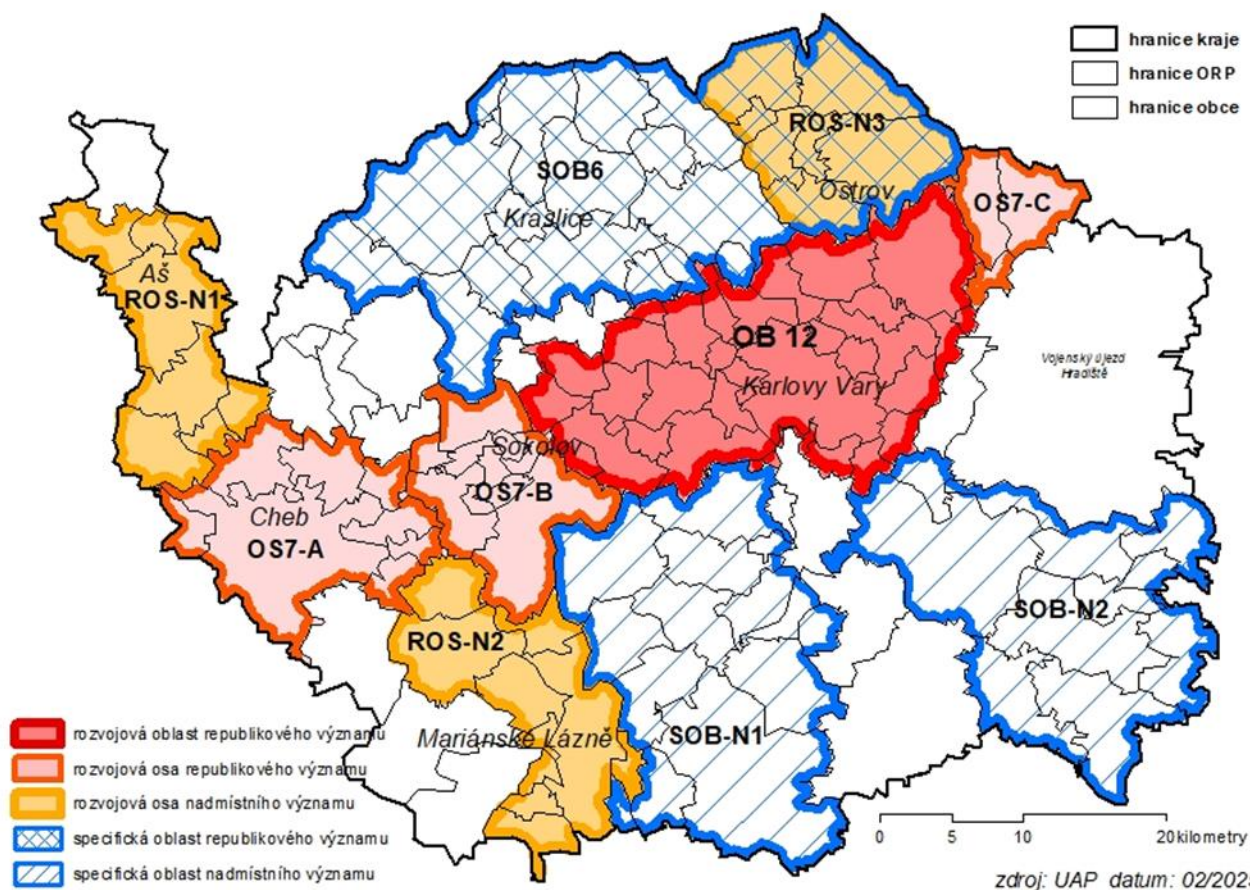 hranice kraje
hranice ORP
hranice obce
ROS-N3
Ostrov
SOB6
Kraslice
OS7-C
Aš
ROS-N1
OB 12
Karlovy Vary
Vojenský újezd
Hradiště
Sokolov
OS7-B
Cheb
OS7-A
SOB-N2
ROS-N2
SOB-N1
Mariánské Lázně
rozvojová oblast republikového významu
rozvojová osa republikového významu
rozvojová osa nadmístního významu
specifická oblast republikového významu
specifická oblast nadmístního významu
0 5 10 20 kilometry
zdroj: UAP datum: 02/202